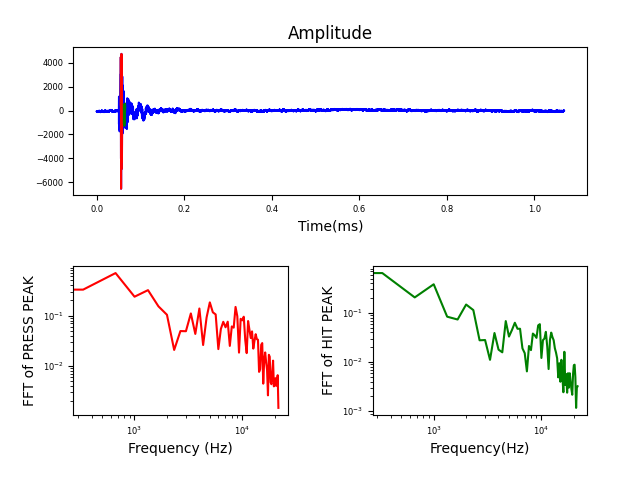 Amplitude
4000
2000
0
−2000
−4000
−6000
0.0 0.2 0.4 0.6 0.8 1.0
Time(ms)
FFT of PRESS PEAK
10⁻¹
10⁻²
10³ 10⁴
Frequency (Hz)
FFT of HIT PEAK
10⁻¹
10⁻²
10⁻³
10³ 10⁴
Frequency(Hz)